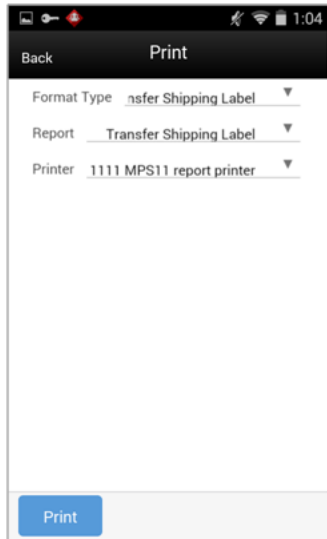 1:04
Back Print
Format Type nsfer Shipping Label
Report Transfer Shipping Label
Printer 1111 MPS11 report printer
Print